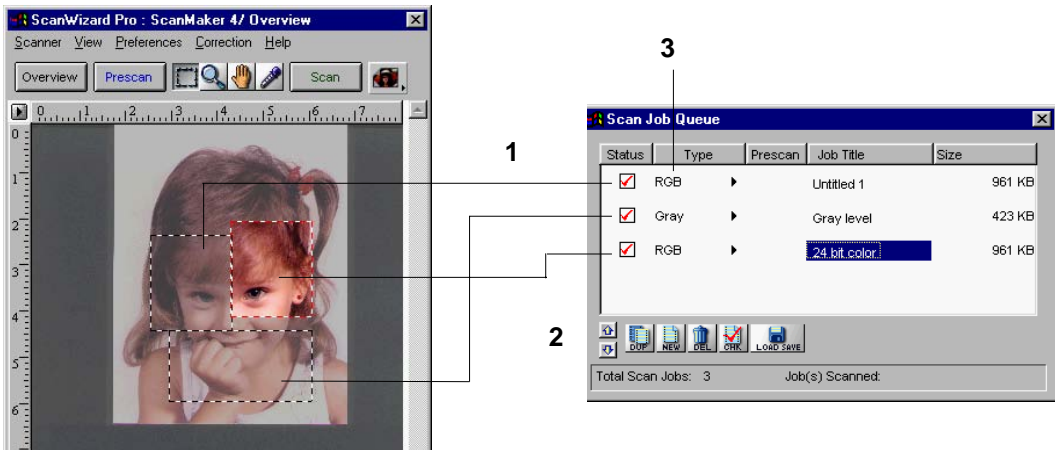 ScanWizard Pro : ScanMaker 4/ Overview
Scanner View Preferences Correction Help
Overview Prescan Scan
0 1 2 3 4 5 6 7
0
1
2
3
4
5
6
1
2
3
Scan Job Queue
Status Type Prescan Job Title Size
RGB Untitled 1 961 KB
Gray Gray level 423 KB
RGB 24 bit color 961 KB
DUP NEW DEL CHK LOAD SAVE
Total Scan Jobs: 3 Job(s) Scanned: